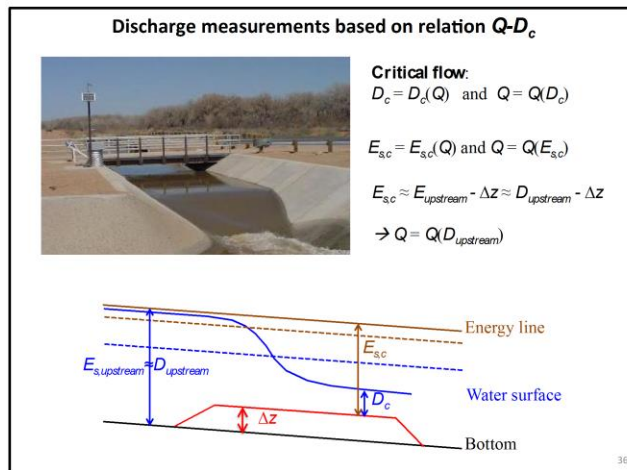 Discharge measurements based on relation Q-Dc
Critical flow:
Dc = Dc(Q) and Q = Q(Dc)
Es,c = Es,c(Q) and Q = Q(Es,c)
Es,c ≈ Eupstream - Δz ≈ Dupstream - Δz
→ Q = Q(Dupstream)
Energy line
Es,c
Es,upstream≈Dupstream
Dc
Water surface
Δz
Bottom
36